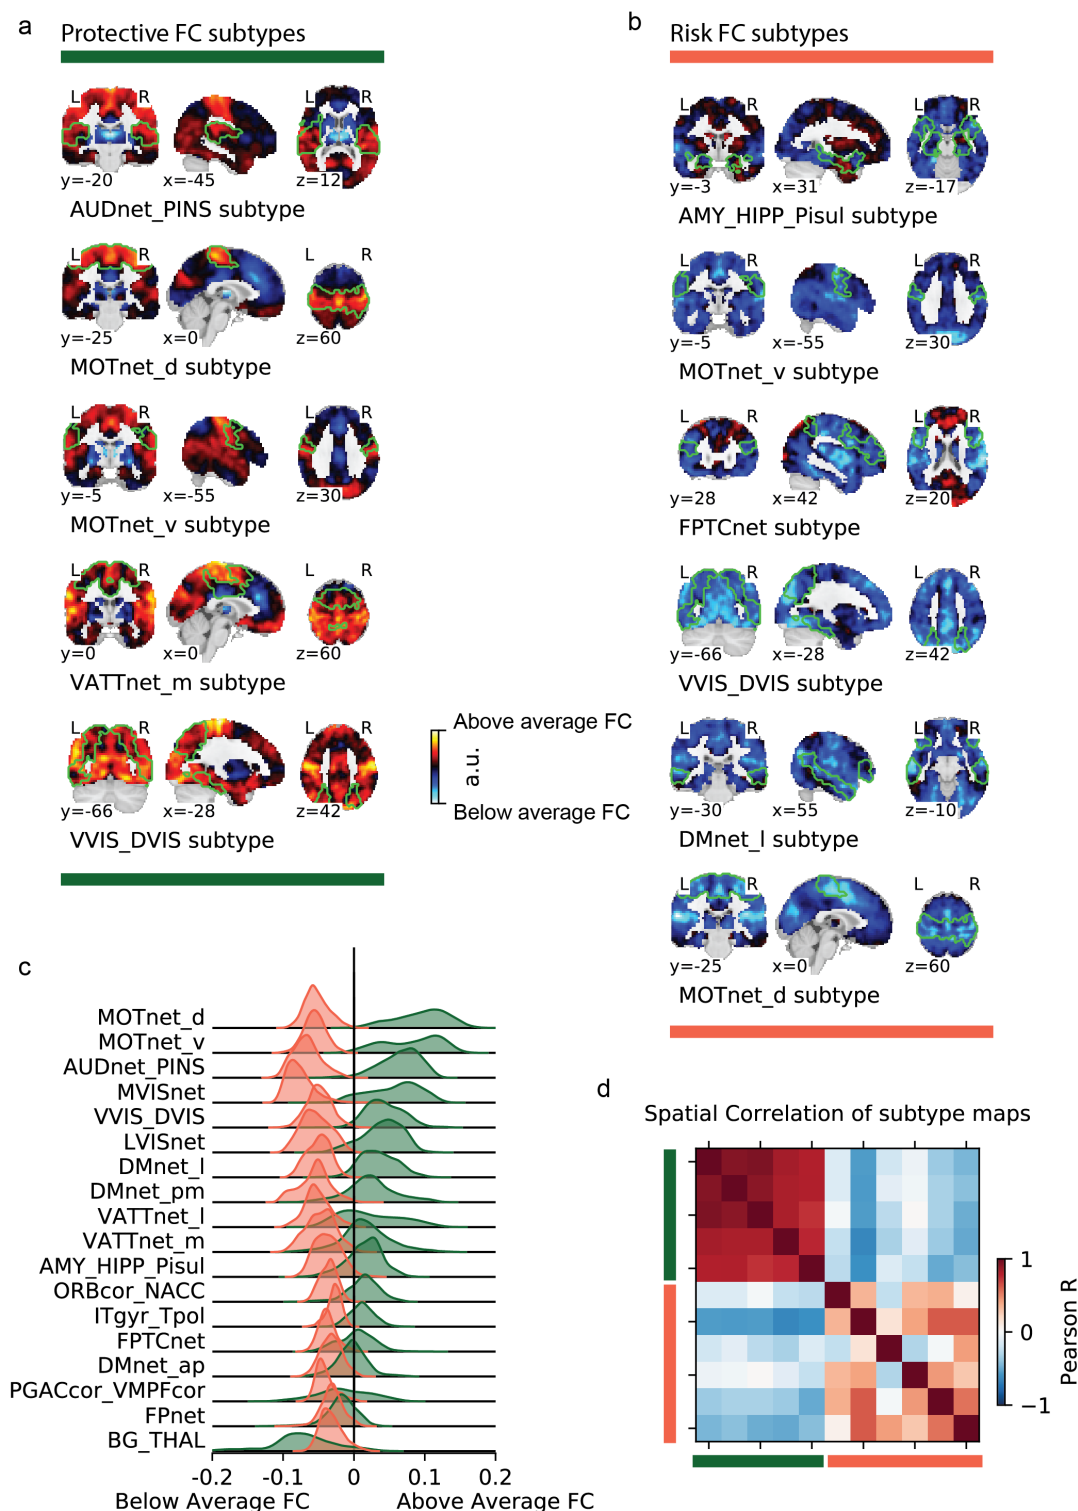 a
Protective FC subtypes
L R
y=-20 x=-45 z=12
AUDnet_PINS subtype
L R
y=-25 x=0 z=60
MOTnet_d subtype
L R
y=-5 x=-55 z=30
MOTnet_v subtype
L R L R
y=0 x=0 z=60
VATTnet_m subtype
L R L R
y=-66 x=-28 z=42
VVIS_DVIS subtype
Above average FC
a.u.
Below average FC
b
Risk FC subtypes
L R L R
y=-3 x=31 z=-17
AMY_HIPP_Pisul subtype
L R L R
y=-5 x=-55 z=30
MOTnet_v subtype
L R L R
y=28 x=42 z=20
FPTCnet subtype
L R L R
y=-66 x=-28 z=42
VVIS_DVIS subtype
L R L R
y=-30 x=55 z=-10
DMnet_l subtype
L R L R
y=-25 x=0 z=60
MOTnet_d subtype
c
MOTnet_d
MOTnet_v
AUDnet_PINS
MVISnet
VVIS_DVIS
LVISnet
DMnet_l
DMnet_pm
VATTnet_l
VATTnet_m
AMY_HIPP_Pisul
ORBcor_NACC
ITgyr_Tpol
FPTCnet
DMnet_ap
PGACcor_VMPFcor
FPnet
BG_THAL
-0.2 -0.1 0 0.1 0.2
Below Average FC Above Average FC
d
Spatial Correlation of subtype maps
1
0
−1
Pearson R